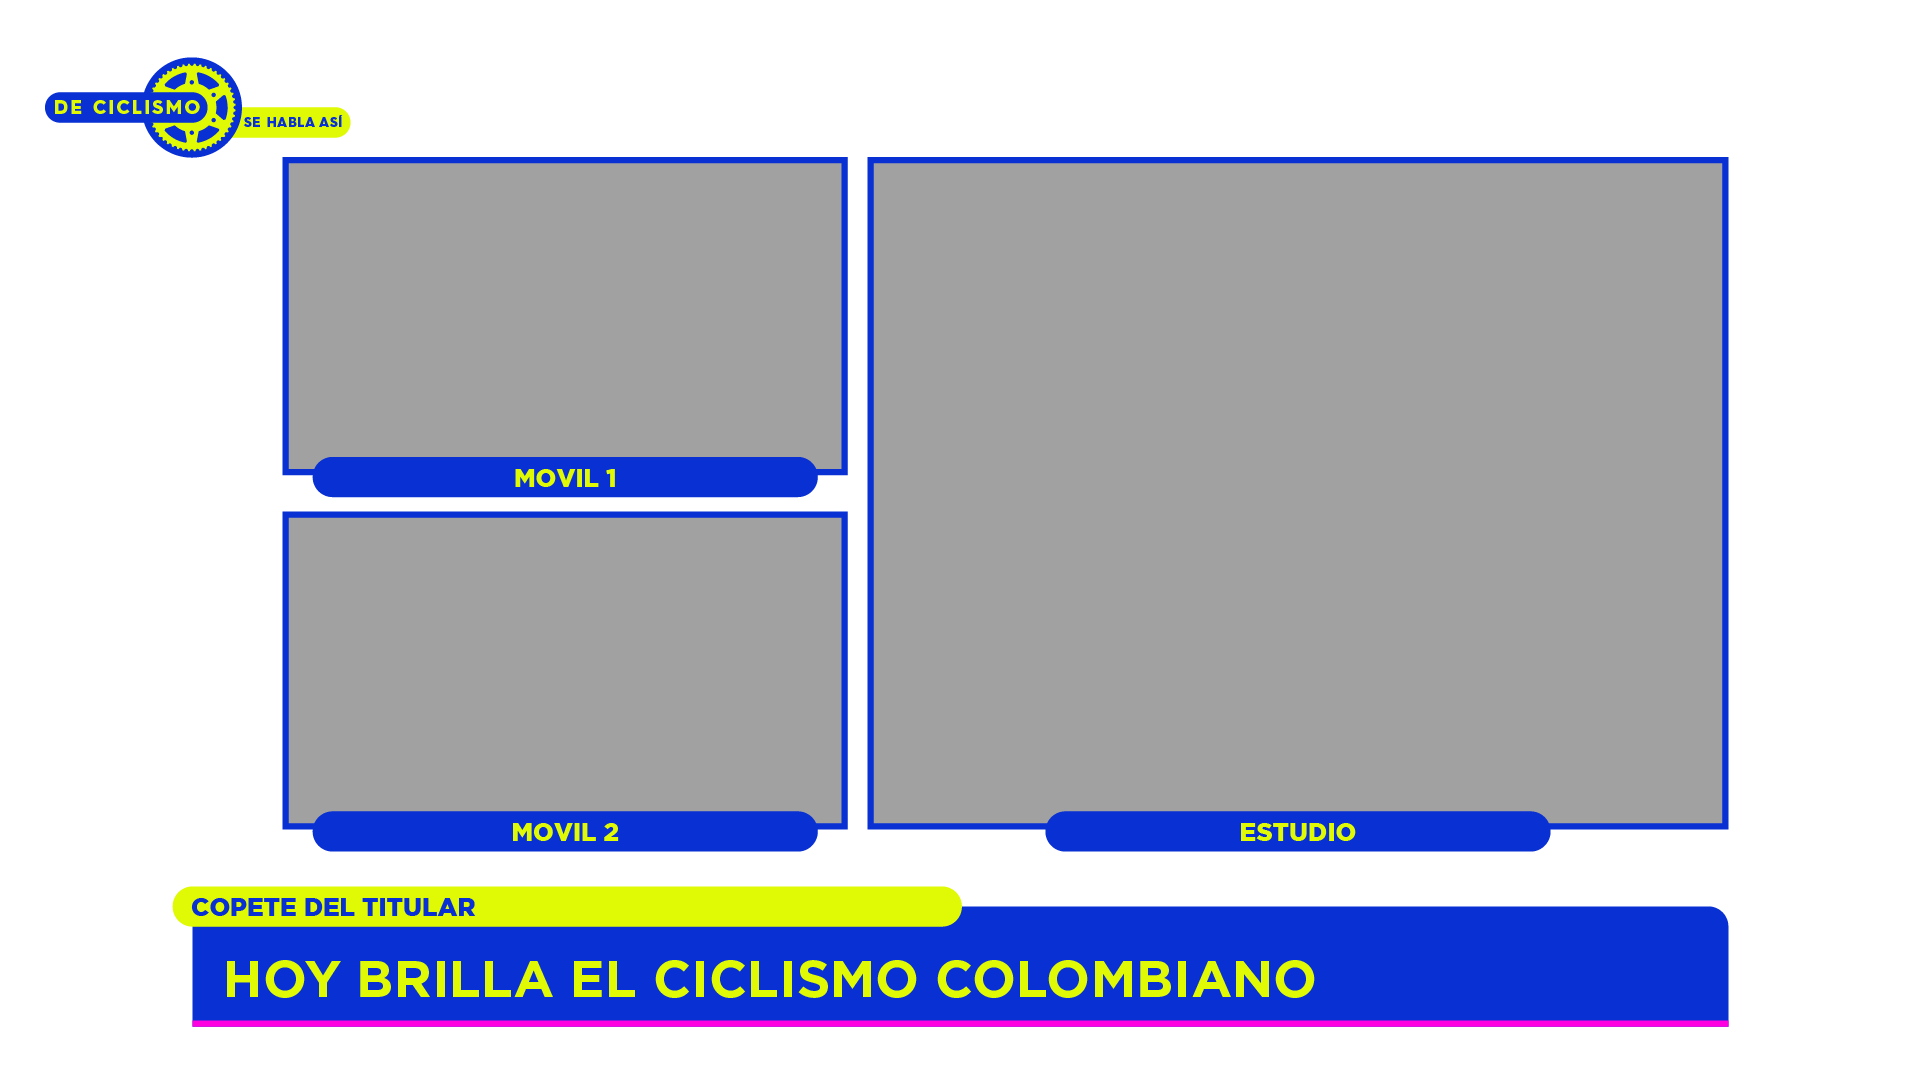 DE CICLISMO
SE HABLA ASÍ
MOVIL 1
MOVIL 2
ESTUDIO
COPETE DEL TITULAR
HOY BRILLA EL CICLISMO COLOMBIANO